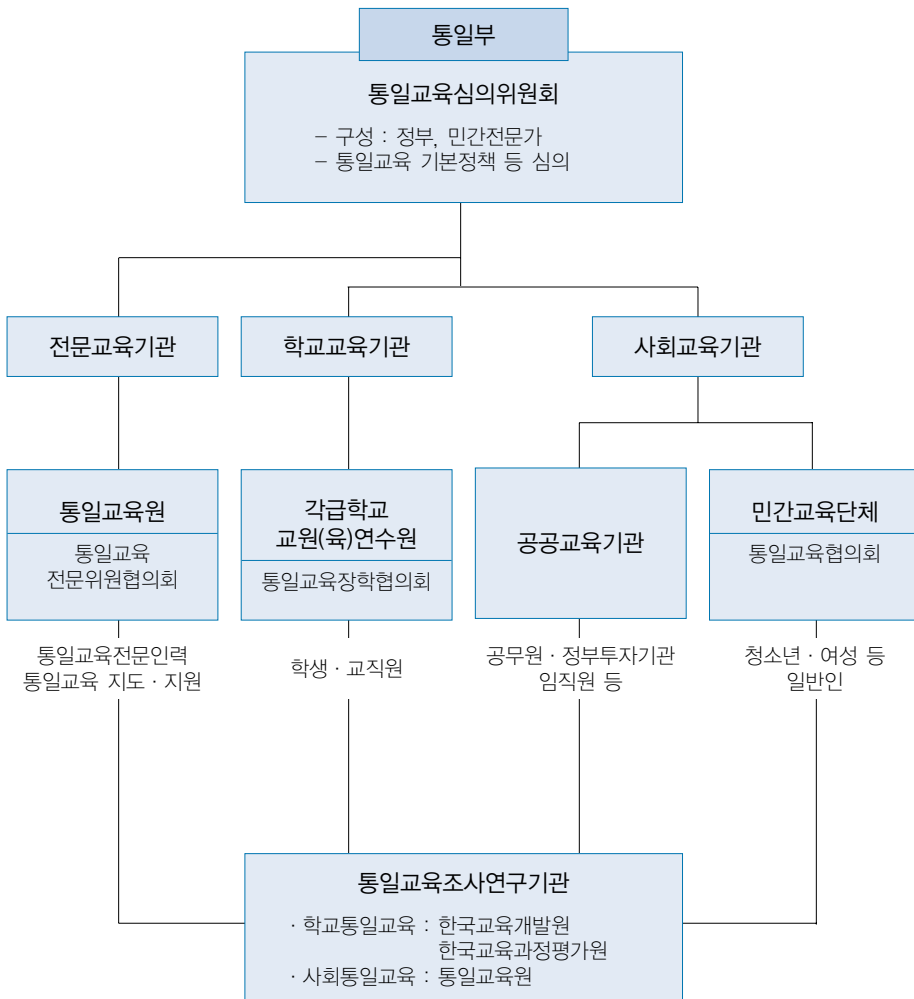 통일부
통일교육심의위원회
– 구성 : 정부, 민간전문가
– 통일교육 기본정책 등 심의
전문교육기관
학교교육기관
사회교육기관
통일교육원
통일교육
전문위원협의회
각급학교
교원(육)연수원
통일교육장학협의회
공공교육기관
민간교육단체
통일교육협의회
통일교육전문인력
통일교육 지도 · 지원
학생 · 교직원
공무원 · 정부투자기관
임직원 등
청소년 · 여성 등
일반인
통일교육조사연구기관
· 학교통일교육 : 한국교육개발원
한국교육과정평가원
· 사회통일교육 : 통일교육원